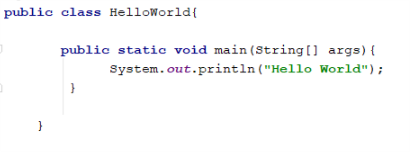 public class HelloWorld{
public static void main(String[] args){
System.out.println("Hello World");
}
}